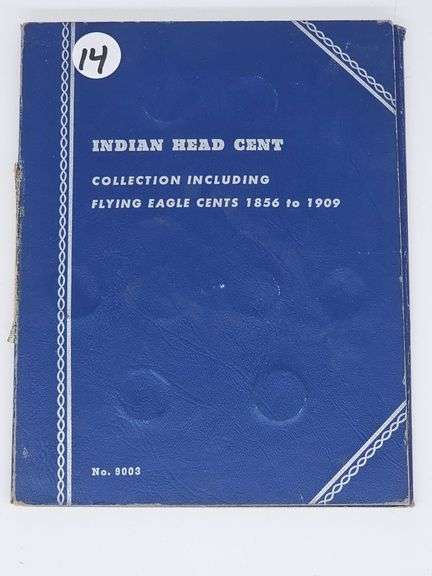 14
INDIAN HEAD CENT
COLLECTION INCLUDING
FLYING EAGLE CENTS 1856 to 1909
No. 9003